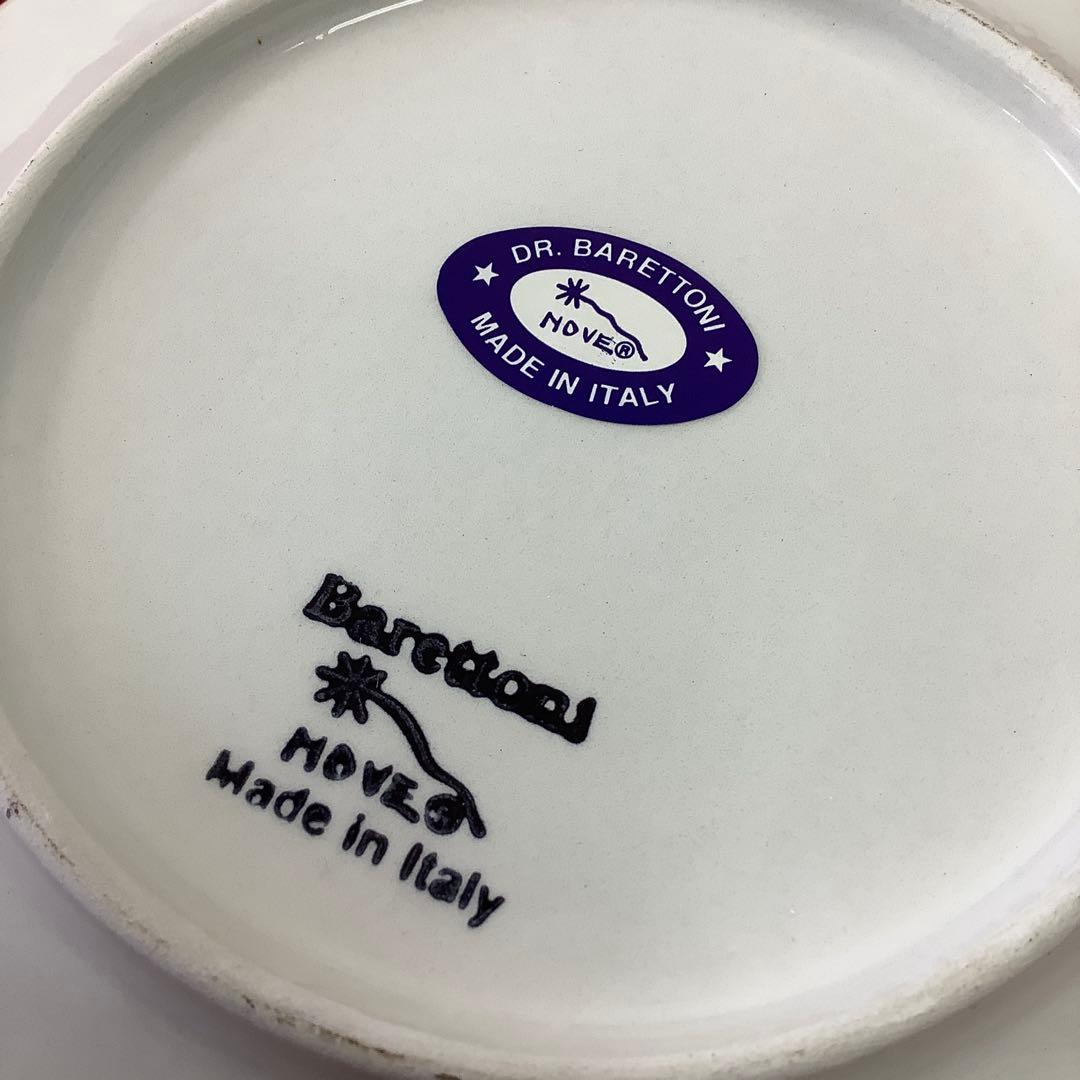 DR. BARETTONI
NOVE®
MADE IN ITALY
Barettoni
NOVE®
Made in Italy